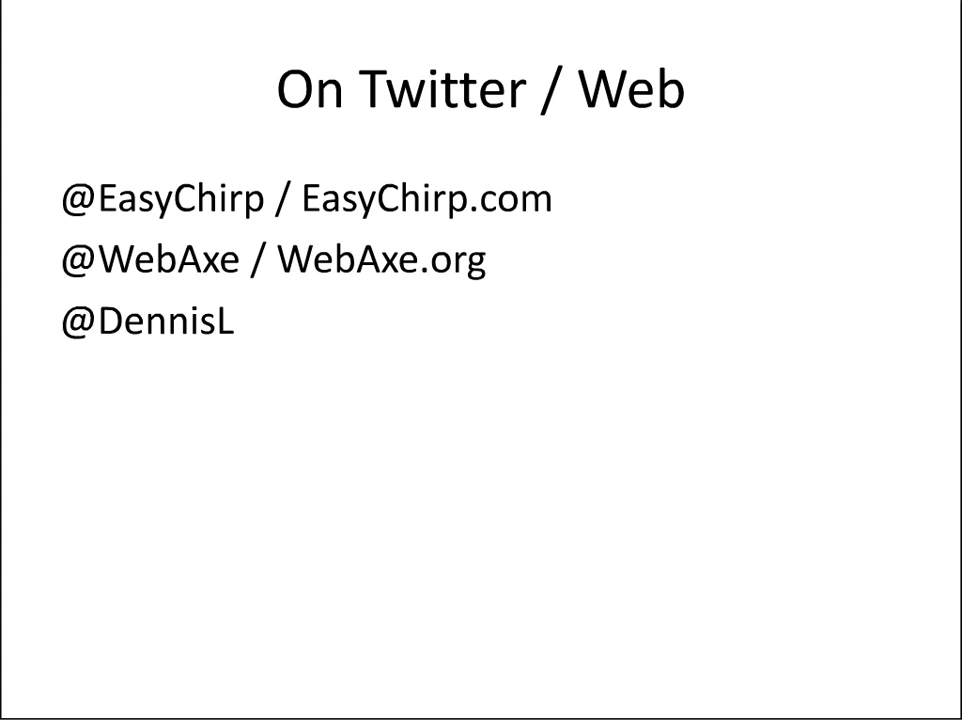 On Twitter / Web
@EasyChirp / EasyChirp.com
@WebAxe / WebAxe.org
@DennisL